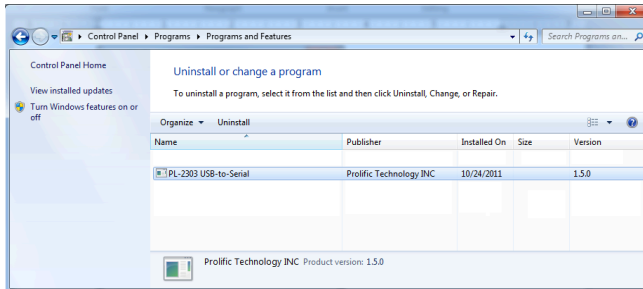 Control Panel ▸ Programs ▸ Programs and Features
Search Programs an...
Control Panel Home
View installed updates
Turn Windows features on or
off
Uninstall or change a program
To uninstall a program, select it from the list and then click Uninstall, Change, or Repair.
Organize Uninstall
Name Publisher Installed On Size Version
PL-2303 USB-to-Serial Prolific Technology INC 10/24/2011 1.5.0
Prolific Technology INC Product version: 1.5.0